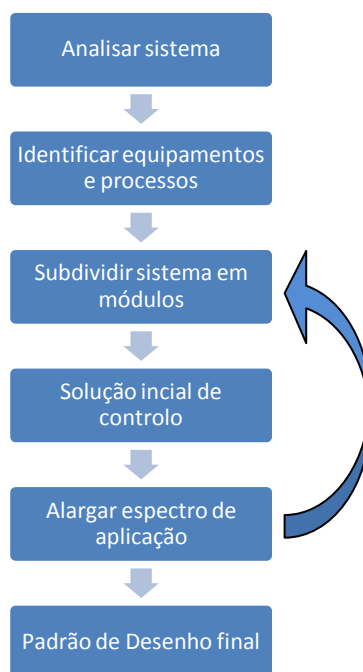 Analisar sistema
Identificar equipamentos
e processos
Subdividir sistema em
módulos
Solução incial de
controlo
Alargar espectro de
aplicação
Padrão de Desenho final